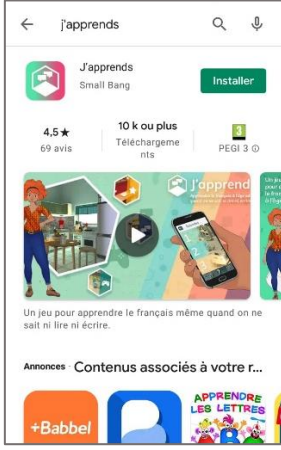 j'apprends
J'apprends
Small Bang
Installer
4,5★
69 avis
10 k ou plus
Téléchargeme
nts
3
PEGI 3
J'apprend
Un jeu pour apprendre le français même quand on ne
sait ni lire ni écrire.
Annonces · Contenus associés à votre r...
+Babbel
B
APPRENDRE
LES LETTRES